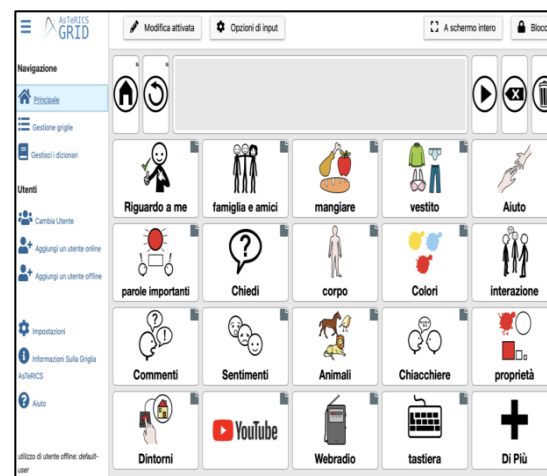 AsTeRICS
GRID
Modifica attivata
Opzioni di input
A schermo intero
Blocc
Navigazione
Principale
Gestione griglie
Gestisci i dizionari
Utenti
Cambia Utente
Aggiungi un utente online
Aggiungi un utente offline
Impostazioni
Informazioni Sulla Griglia
AsTeRICS
Aiuto
utilizzo di utente offline: default-
user
Riguardo a me
famiglia e amici
mangiare
vestito
Aiuto
parole importanti
Chiedi
corpo
Colori
interazione
Commenti
Sentimenti
Animali
Chiacchiere
proprietà
Dintorni
YouTube
Webradio
tastiera
Di Più